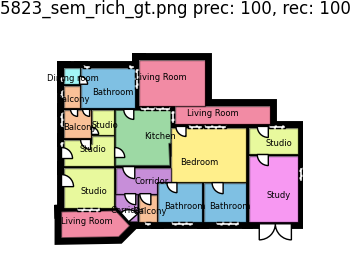 5823_sem_rich_gt.png prec: 100, rec: 100
Living Room
Dining room
Bathroom
Balcony
Living Room
Balcony
Studio
Kitchen
Studio
Studio
Bedroom
Corridor
Studio
Study
Bathroom
Bathroom
Corridor
Balcony
Living Room